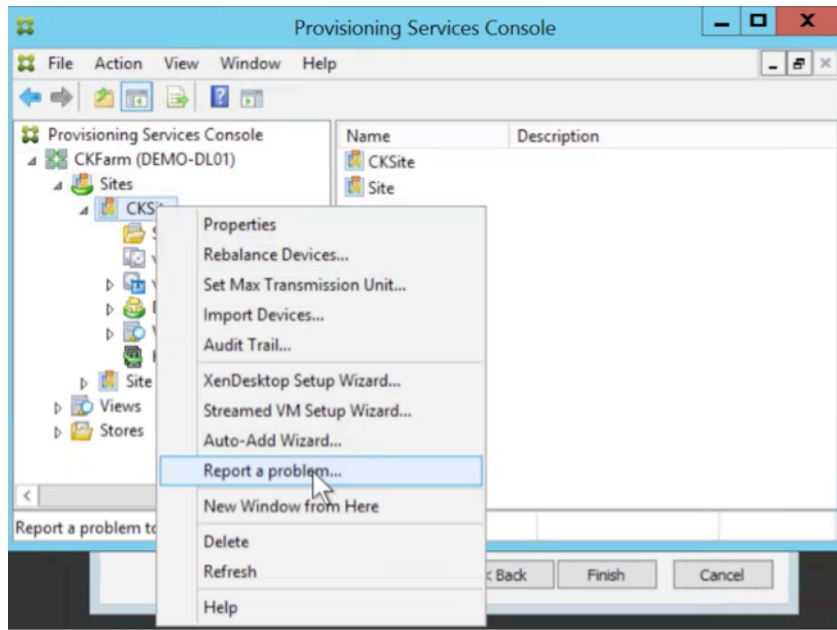 Provisioning Services Console
File Action View Window Help
Provisioning Services Console
CKFarm (DEMO-DL01)
Sites
Site
Views
Stores
Name Description
CKSite
Site
Properties
Rebalance Devices...
Set Max Transmission Unit...
Import Devices...
Audit Trail...
XenDesktop Setup Wizard...
Streamed VM Setup Wizard...
Auto-Add Wizard...
Report a problem...
New Window from Here
Delete
Refresh
Help
Report a problem
Back Finish Cancel